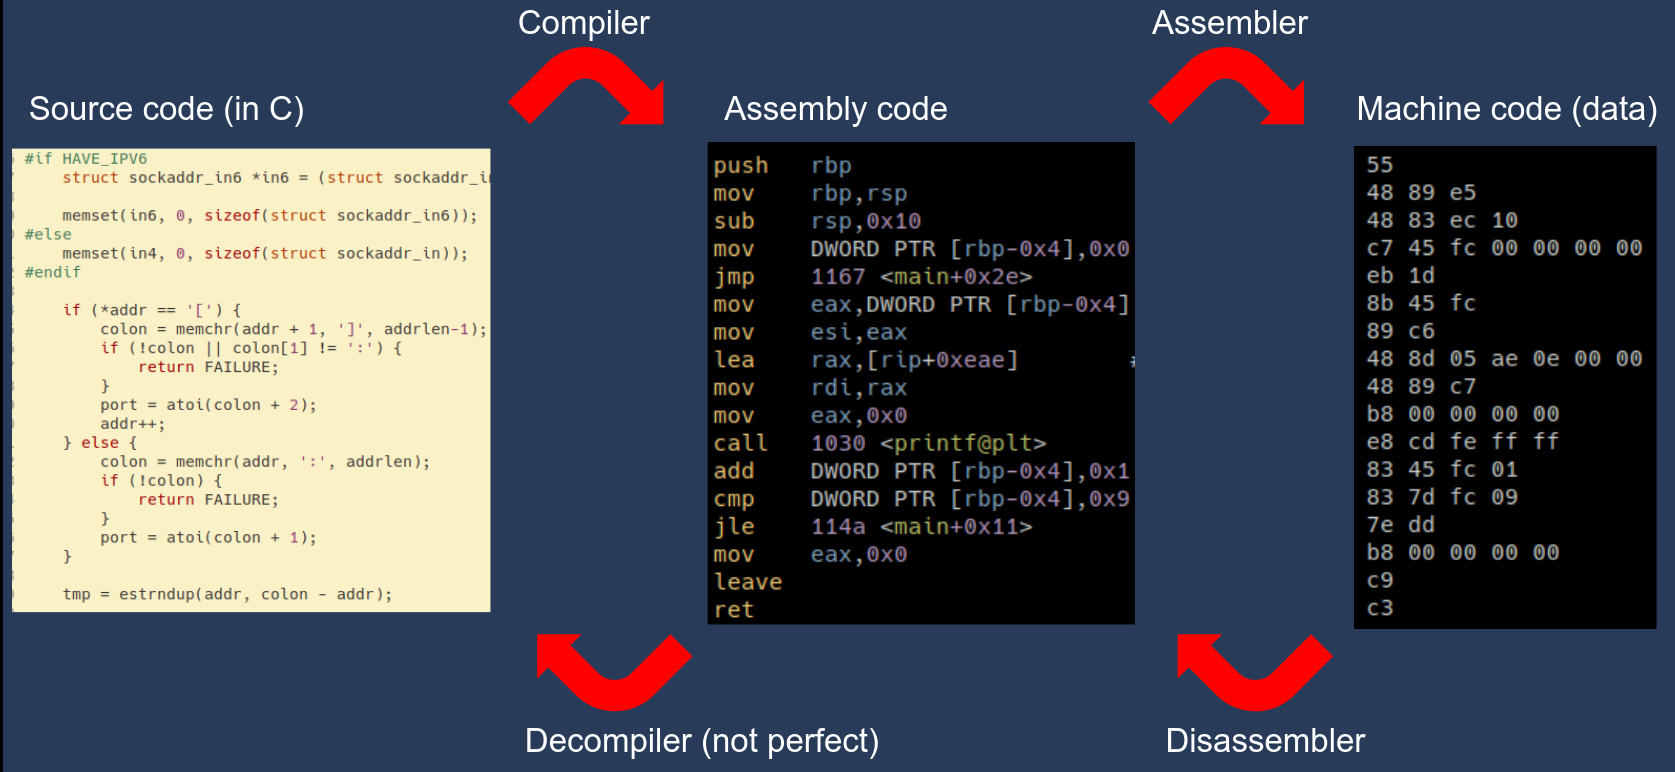 Compiler
Assembler
Source code (in C)
Assembly code
Machine code (data)
#if HAVE_IPV6
struct sockaddr_in6 *in6 = (struct
memset(in6, 0, sizeof(struct sockaddr_in6));
#else
memset(in4, 0, sizeof(struct sockaddr_in));
#endif
if (*addr == '[') {
colon = memchr(addr + 1, ']', addrlen-1);
if (!colon || colon[1] != ':') {
return FAILURE;
}
port = atoi(colon + 2);
addr++;
} else {
colon = memchr(addr, ':', addrlen);
if (!colon) {
return FAILURE;
}
port = atoi(colon + 1);
}
tmp = estrndup(addr, colon - addr);
push rbp
mov rbp,rsp
sub rsp,0x10
mov DWORD PTR [rbp-0x4],0x0
jmp 1167 <main+0x2e>
mov eax,DWORD PTR [rbp-0x4]
mov esi,eax
lea rax,[rip+0xeae]
mov rdi,rax
mov eax,0x0
call 1030 <printf@plt>
add DWORD PTR [rbp-0x4],0x1
cmp DWORD PTR [rbp-0x4],0x9
jle 114a <main+0x11>
mov eax,0x0
leave
ret
55
48 89 e5
48 83 ec 10
c7 45 fc 00 00 00 00
eb 1d
8b 45 fc
89 c6
48 8d 05 ae 0e 00 00
48 89 c7
b8 00 00 00 00
e8 cd fe ff ff
83 45 fc 01
83 7d fc 09
7e dd
b8 00 00 00 00
c9
c3
Decompiler (not perfect)
Disassembler